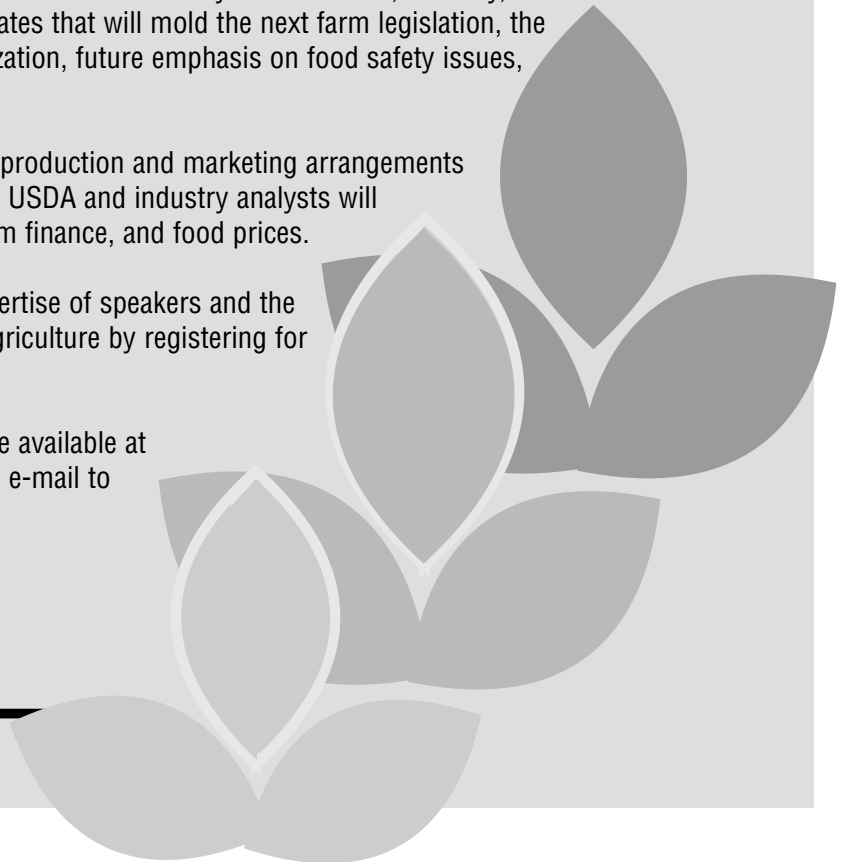 ates that will mold the next farm legislation, the
zation, future emphasis on food safety issues,
production and marketing arrangements
USDA and industry analysts will
m finance, and food prices.
ertise of speakers and the
griculture by registering for
e available at
e-mail to